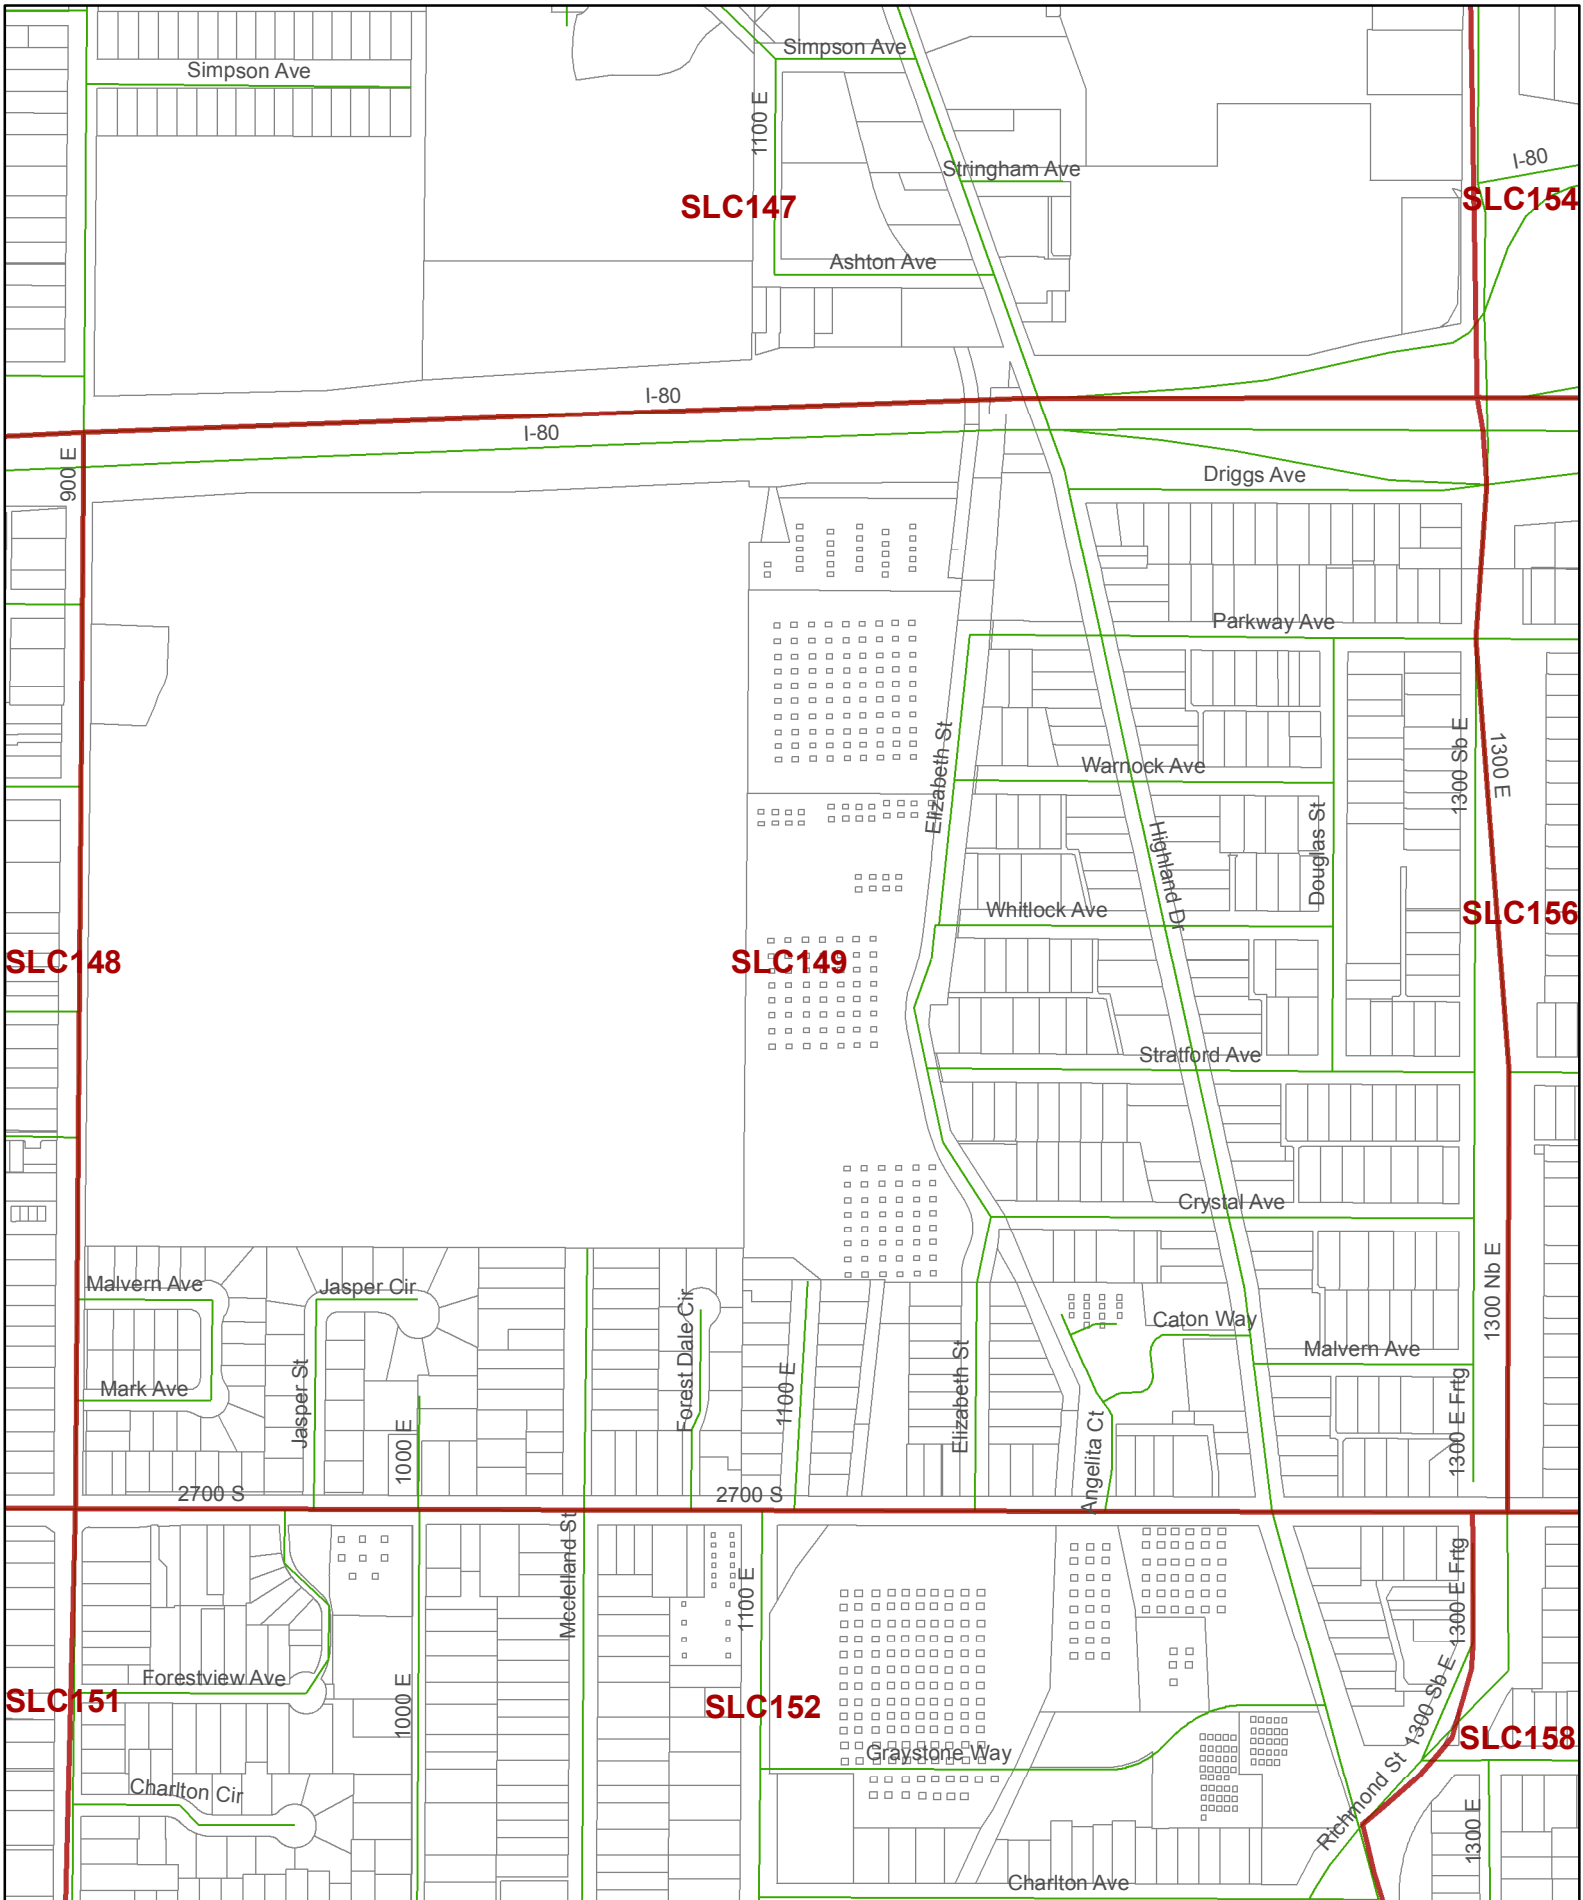 Simpson Ave
Simpson Ave
1100 E
Stringham Ave
I-80
SLC147
SLC154
Ashton Ave
I-80
I-80
900 E
Driggs Ave
Parkway Ave
Elizabeth St
Warnock Ave
1300 Sb E
1300 E
Highland Dr
Douglas St
Whitlock Ave
SLC156
SLC148
SLC149
Stratford Ave
Crystal Ave
1300 Nb E
Malvern Ave
Jasper Cir
Forest Dale Cir
Caton Way
Malvern Ave
Mark Ave
Jasper St
1000 E
1100 E
Elizabeth St
Angelita Ct
1300 E Frtg
2700 S
2700 S
Mcclelland St
1100 E
1300 E Frtg
Forestview Ave
1000 E
SLC151
SLC152
1300 Sb E
SLC158
Graystone Way
Charlton Cir
Richmond St
1300 E
Charlton Ave